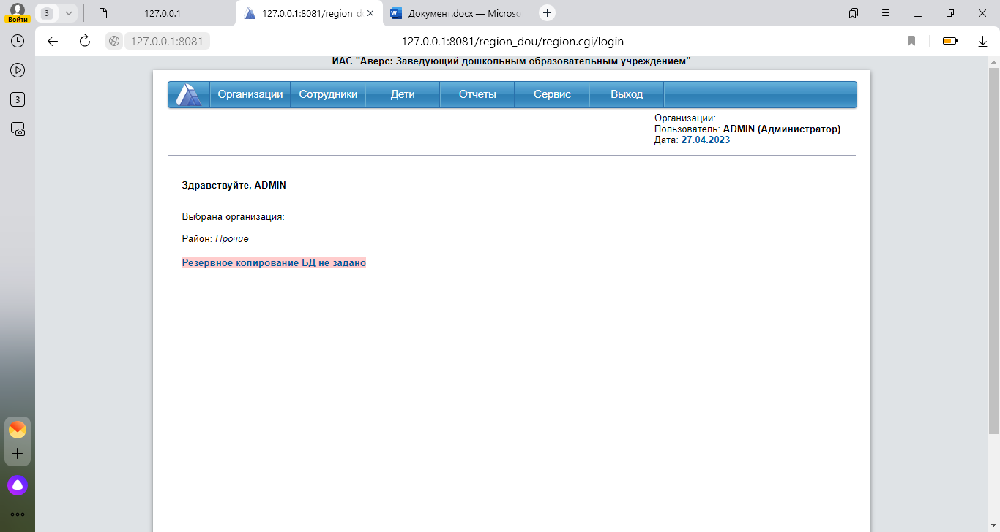 Войти
3
127.0.0.1
127.0.0.1:8081/region_d
Документ.docx — Microso
127.0.0.1:8081
127.0.0.1:8081/region_dou/region.cgi/login
3
ИАС "Аверс: Заведующий дошкольным образовательным учреждением"
Организации Сотрудники Дети Отчеты Сервис Выход
Организации:
Пользователь: ADMIN (Администратор)
Дата: 27.04.2023
Здравствуйте, ADMIN
Выбрана организация:
Район: Прочие
Резервное копирование БД не задано